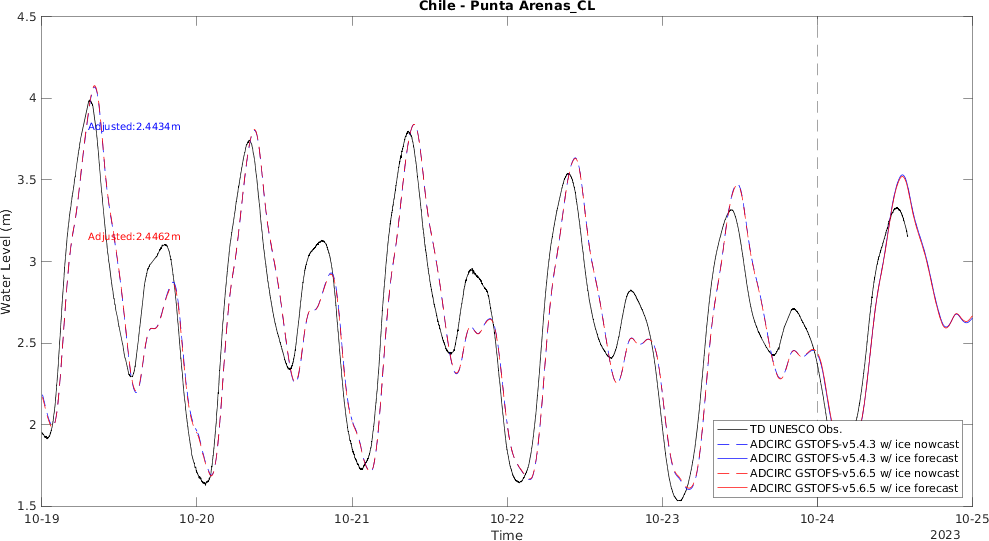 Chile - Punta Arenas_CL
4.5
4
3.5
3
2.5
2
1.5
Water Level (m)
Adjusted:2.4434m
Adjusted:2.4462m
TD UNESCO Obs.
ADCIRC GSTOFS-v5.4.3 w/ ice nowcast
ADCIRC GSTOFS-v5.4.3 w/ ice forecast
ADCIRC GSTOFS-v5.6.5 w/ ice nowcast
ADCIRC GSTOFS-v5.6.5 w/ ice forecast
10-19 10-20 10-21 10-22 10-23 10-24 10-25
Time
2023